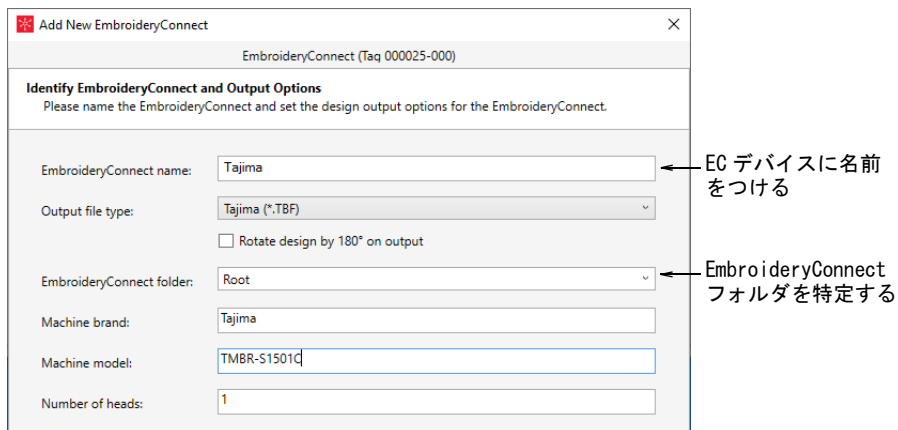 Add New EmbroideryConnect
EmbroideryConnect (Tag 000025-000)
Identify EmbroideryConnect and Output Options
Please name the EmbroideryConnect and set the design output options for the EmbroideryConnect.
EmbroideryConnect name: Tajima
EC デバイスに名前
をつける
Output file type: Tajima (*.TBF)
Rotate design by 180° on output
EmbroideryConnect folder: Root
EmbroideryConnect
フォルダを特定する
Machine brand: Tajima
Machine model: TMBR-S1501C
Number of heads: 1